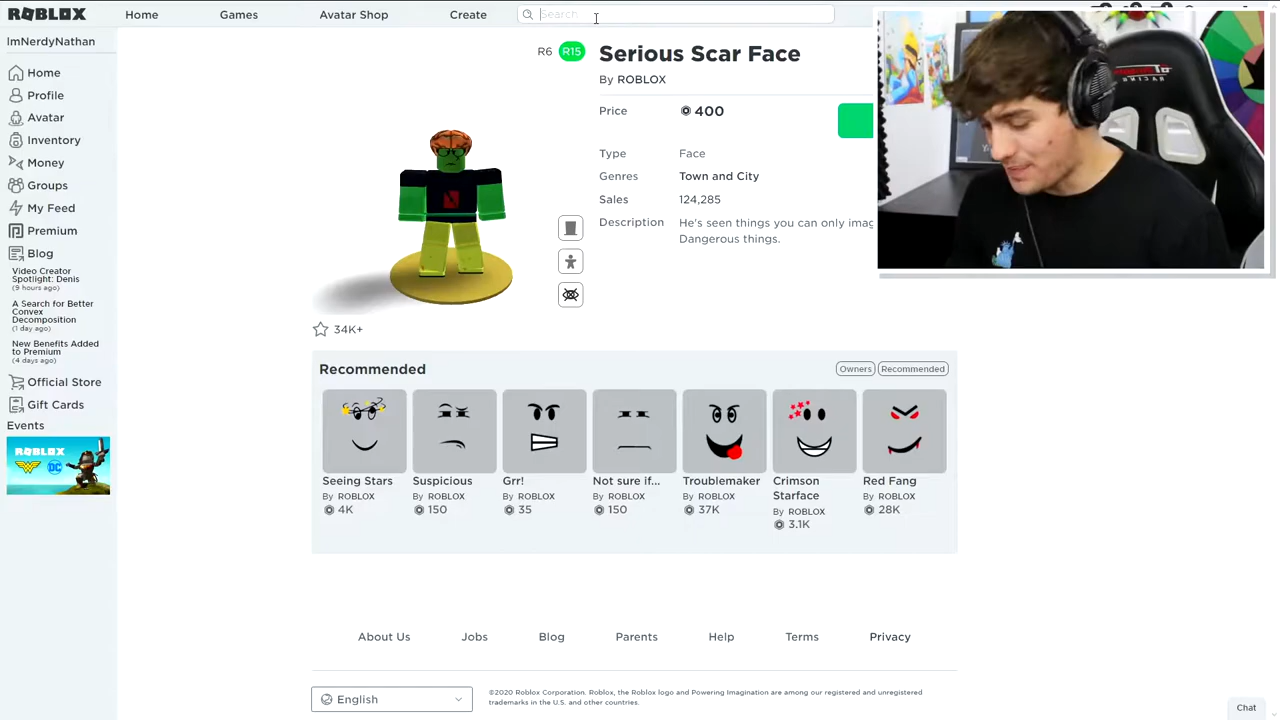 ROBLOX
Home
Games
Avatar Shop
Create
Search
ImNerdyNathan
Home
Profile
Avatar
Inventory
Money
Groups
My Feed
Premium
Blog
Video Creator
Spotlight: Denis
(9 hours ago)
A Search for Better
Convex
Decomposition
(1 day ago)
New Benefits Added
to Premium
(4 days ago)
Official Store
Gift Cards
Events
R6
R15
Serious Scar Face
By ROBLOX
Price
400
Type
Face
Genres
Town and City
Sales
124,285
Description
He's seen things you can only imag
Dangerous things.
34K+
Recommended
Owners
Recommended
Seeing Stars
By ROBLOX
4K
Suspicious
By ROBLOX
150
Grr!
By ROBLOX
35
Not sure if...
By ROBLOX
150
Troublemaker
By ROBLOX
37K
Crimson
Starface
By ROBLOX
3.1K
Red Fang
By ROBLOX
28K
About Us
Jobs
Blog
Parents
Help
Terms
Privacy
English
©2020 Roblox Corporation. Roblox, the Roblox logo and Powering Imagination are among our registered and unregistered
trademarks in the U.S. and other countries.
Chat